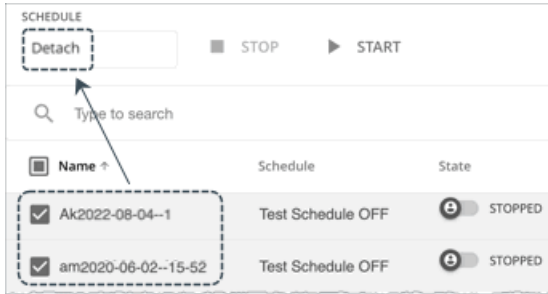 SCHEDULE
Detach STOP START
Type to search
Name ↑ Schedule State
Ak2022-08-04--1 Test Schedule OFF STOPPED
am2020-06-02--15-52 Test Schedule OFF STOPPED